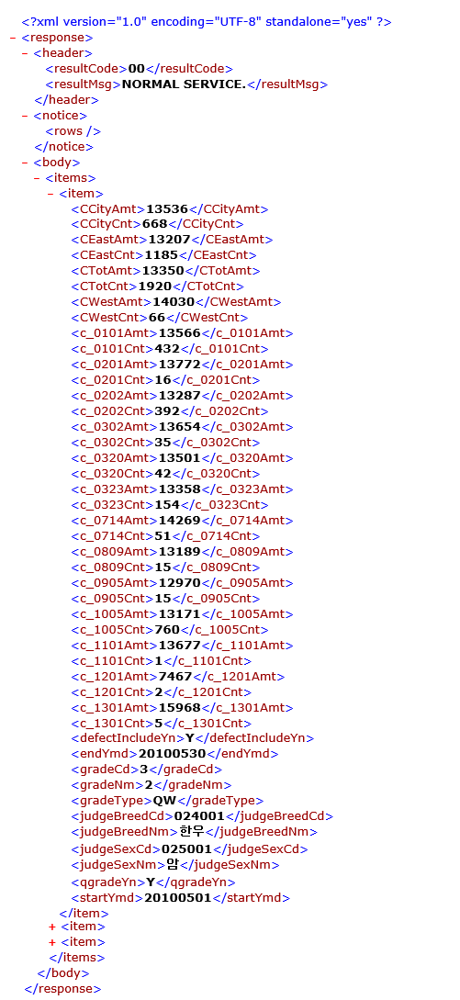 <?xml version="1.0" encoding="UTF-8" standalone="yes" ?>
- <response>
- <header>
<resultCode>00</resultCode>
<resultMsg>NORMAL SERVICE.</resultMsg>
</header>
- <notice>
<rows />
</notice>
- <body>
- <items>
- <item>
<CCityAmt>13536</CCityAmt>
<CCityCnt>668</CCityCnt>
<CEastAmt>13207</CEastAmt>
<CEastCnt>1185</CEastCnt>
<CTotAmt>13350</CTotAmt>
<CTotCnt>1920</CTotCnt>
<CWestAmt>14030</CWestAmt>
<CWestCnt>66</CWestCnt>
<c_0101Amt>13566</c_0101Amt>
<c_0101Cnt>432</c_0101Cnt>
<c_0201Amt>13772</c_0201Amt>
<c_0201Cnt>16</c_0201Cnt>
<c_0202Amt>13287</c_0202Amt>
<c_0202Cnt>392</c_0202Cnt>
<c_0302Amt>13654</c_0302Amt>
<c_0302Cnt>35</c_0302Cnt>
<c_0320Amt>13501</c_0320Amt>
<c_0320Cnt>42</c_0320Cnt>
<c_0323Amt>13358</c_0323Amt>
<c_0323Cnt>154</c_0323Cnt>
<c_0714Amt>14269</c_0714Amt>
<c_0714Cnt>51</c_0714Cnt>
<c_0809Amt>13189</c_0809Amt>
<c_0809Cnt>15</c_0809Cnt>
<c_0905Amt>12970</c_0905Amt>
<c_0905Cnt>15</c_0905Cnt>
<c_1005Amt>13171</c_1005Amt>
<c_1005Cnt>760</c_1005Cnt>
<c_1101Amt>13677</c_1101Amt>
<c_1101Cnt>1</c_1101Cnt>
<c_1201Amt>7467</c_1201Amt>
<c_1201Cnt>2</c_1201Cnt>
<c_1301Amt>15968</c_1301Amt>
<c_1301Cnt>5</c_1301Cnt>
<defectIncludeYn>Y</defectIncludeYn>
<endYmd>20100530</endYmd>
<gradeCd>3</gradeCd>
<gradeNm>2</gradeNm>
<gradeType>QW</gradeType>
<judgeBreedCd>024001</judgeBreedCd>
<judgeBreedNm>한우</judgeBreedNm>
<judgeSexCd>025001</judgeSexCd>
<judgeSexNm>암</judgeSexNm>
<qgradeYn>Y</qgradeYn>
<startYmd>20100501</startYmd>
</item>
+ <item>
+ <item>
</items>
</body>
</response>